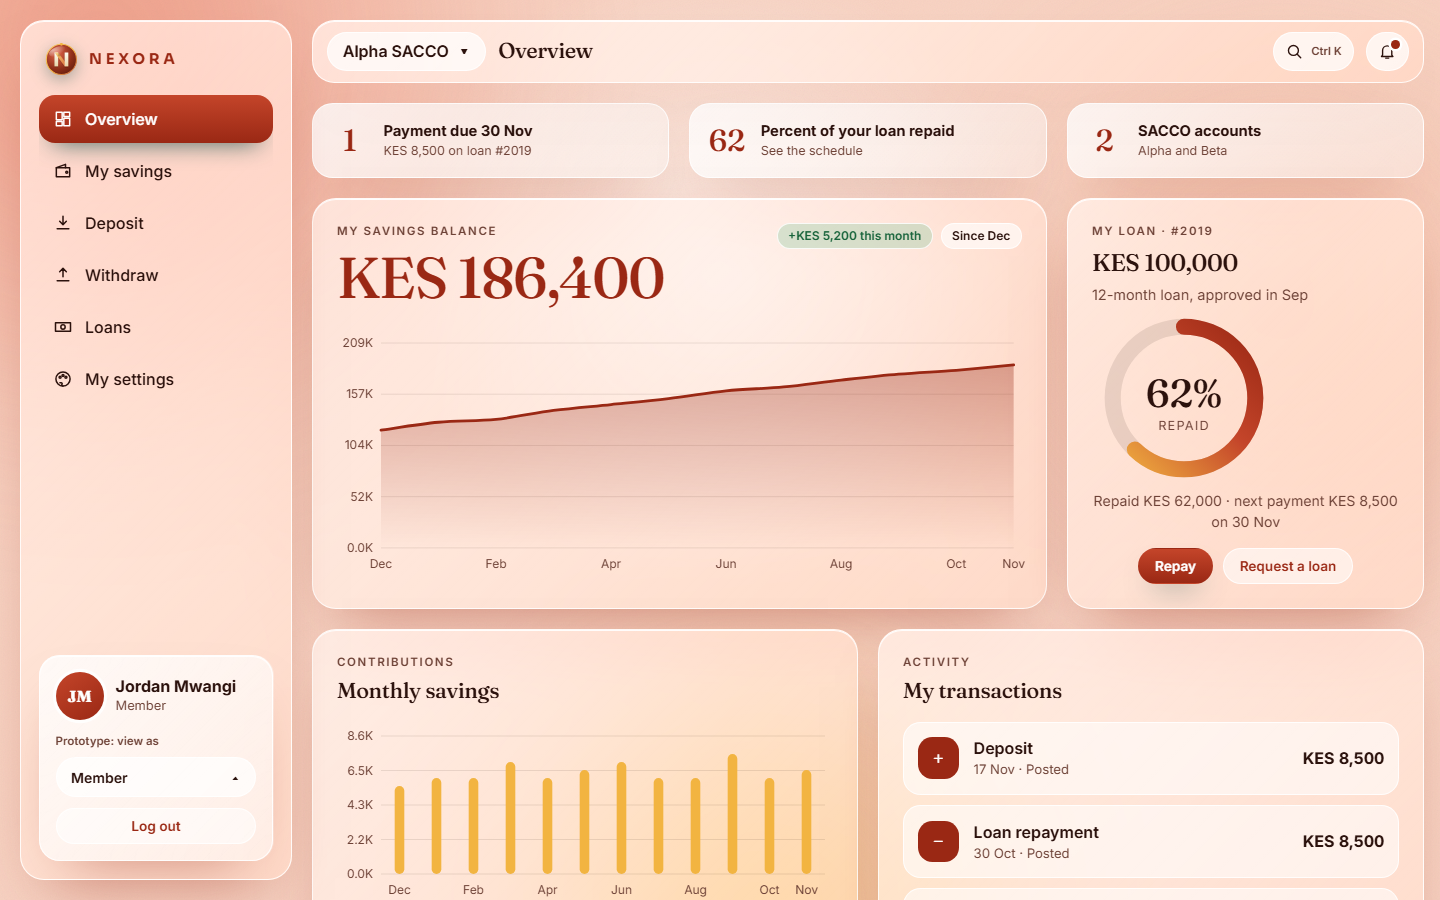 N NEXORA
Overview
My savings
Deposit
Withdraw
Loans
My settings
JM
Jordan Mwangi
Member
Prototype: view as
Member
Log out
Alpha SACCO
Overview
Ctrl K
1
Payment due 30 Nov
KES 8,500 on loan #2019
62
Percent of your loan repaid
See the schedule
2
SACCO accounts
Alpha and Beta
MY SAVINGS BALANCE
+KES 5,200 this month
Since Dec
KES 186,400
209K
157K
104K
52K
0.0K
Dec Feb Apr Jun Aug Oct Nov
MY LOAN · #2019
KES 100,000
12-month loan, approved in Sep
62%
REPAID
Repaid KES 62,000 · next payment KES 8,500
on 30 Nov
Repay
Request a loan
CONTRIBUTIONS
Monthly savings
8.6K
6.5K
4.3K
2.2K
0.0K
Dec Feb Apr Jun Aug Oct Nov
ACTIVITY
My transactions
+
Deposit
17 Nov · Posted
KES 8,500
−
Loan repayment
30 Oct · Posted
KES 8,500